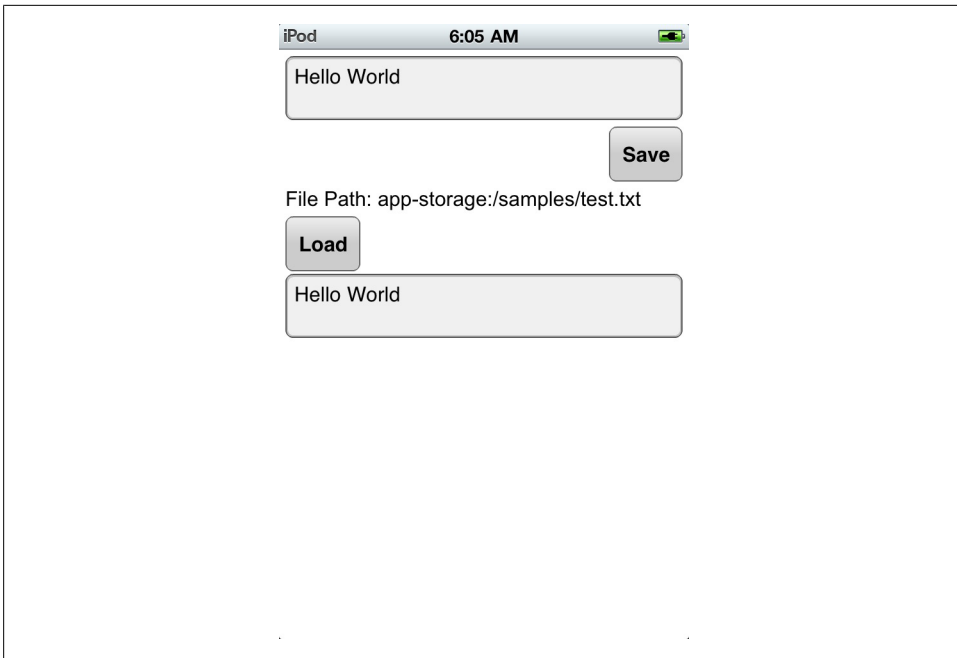 iPod 6:05 AM
Hello World
Save
File Path: app-storage:/samples/test.txt
Load
Hello World